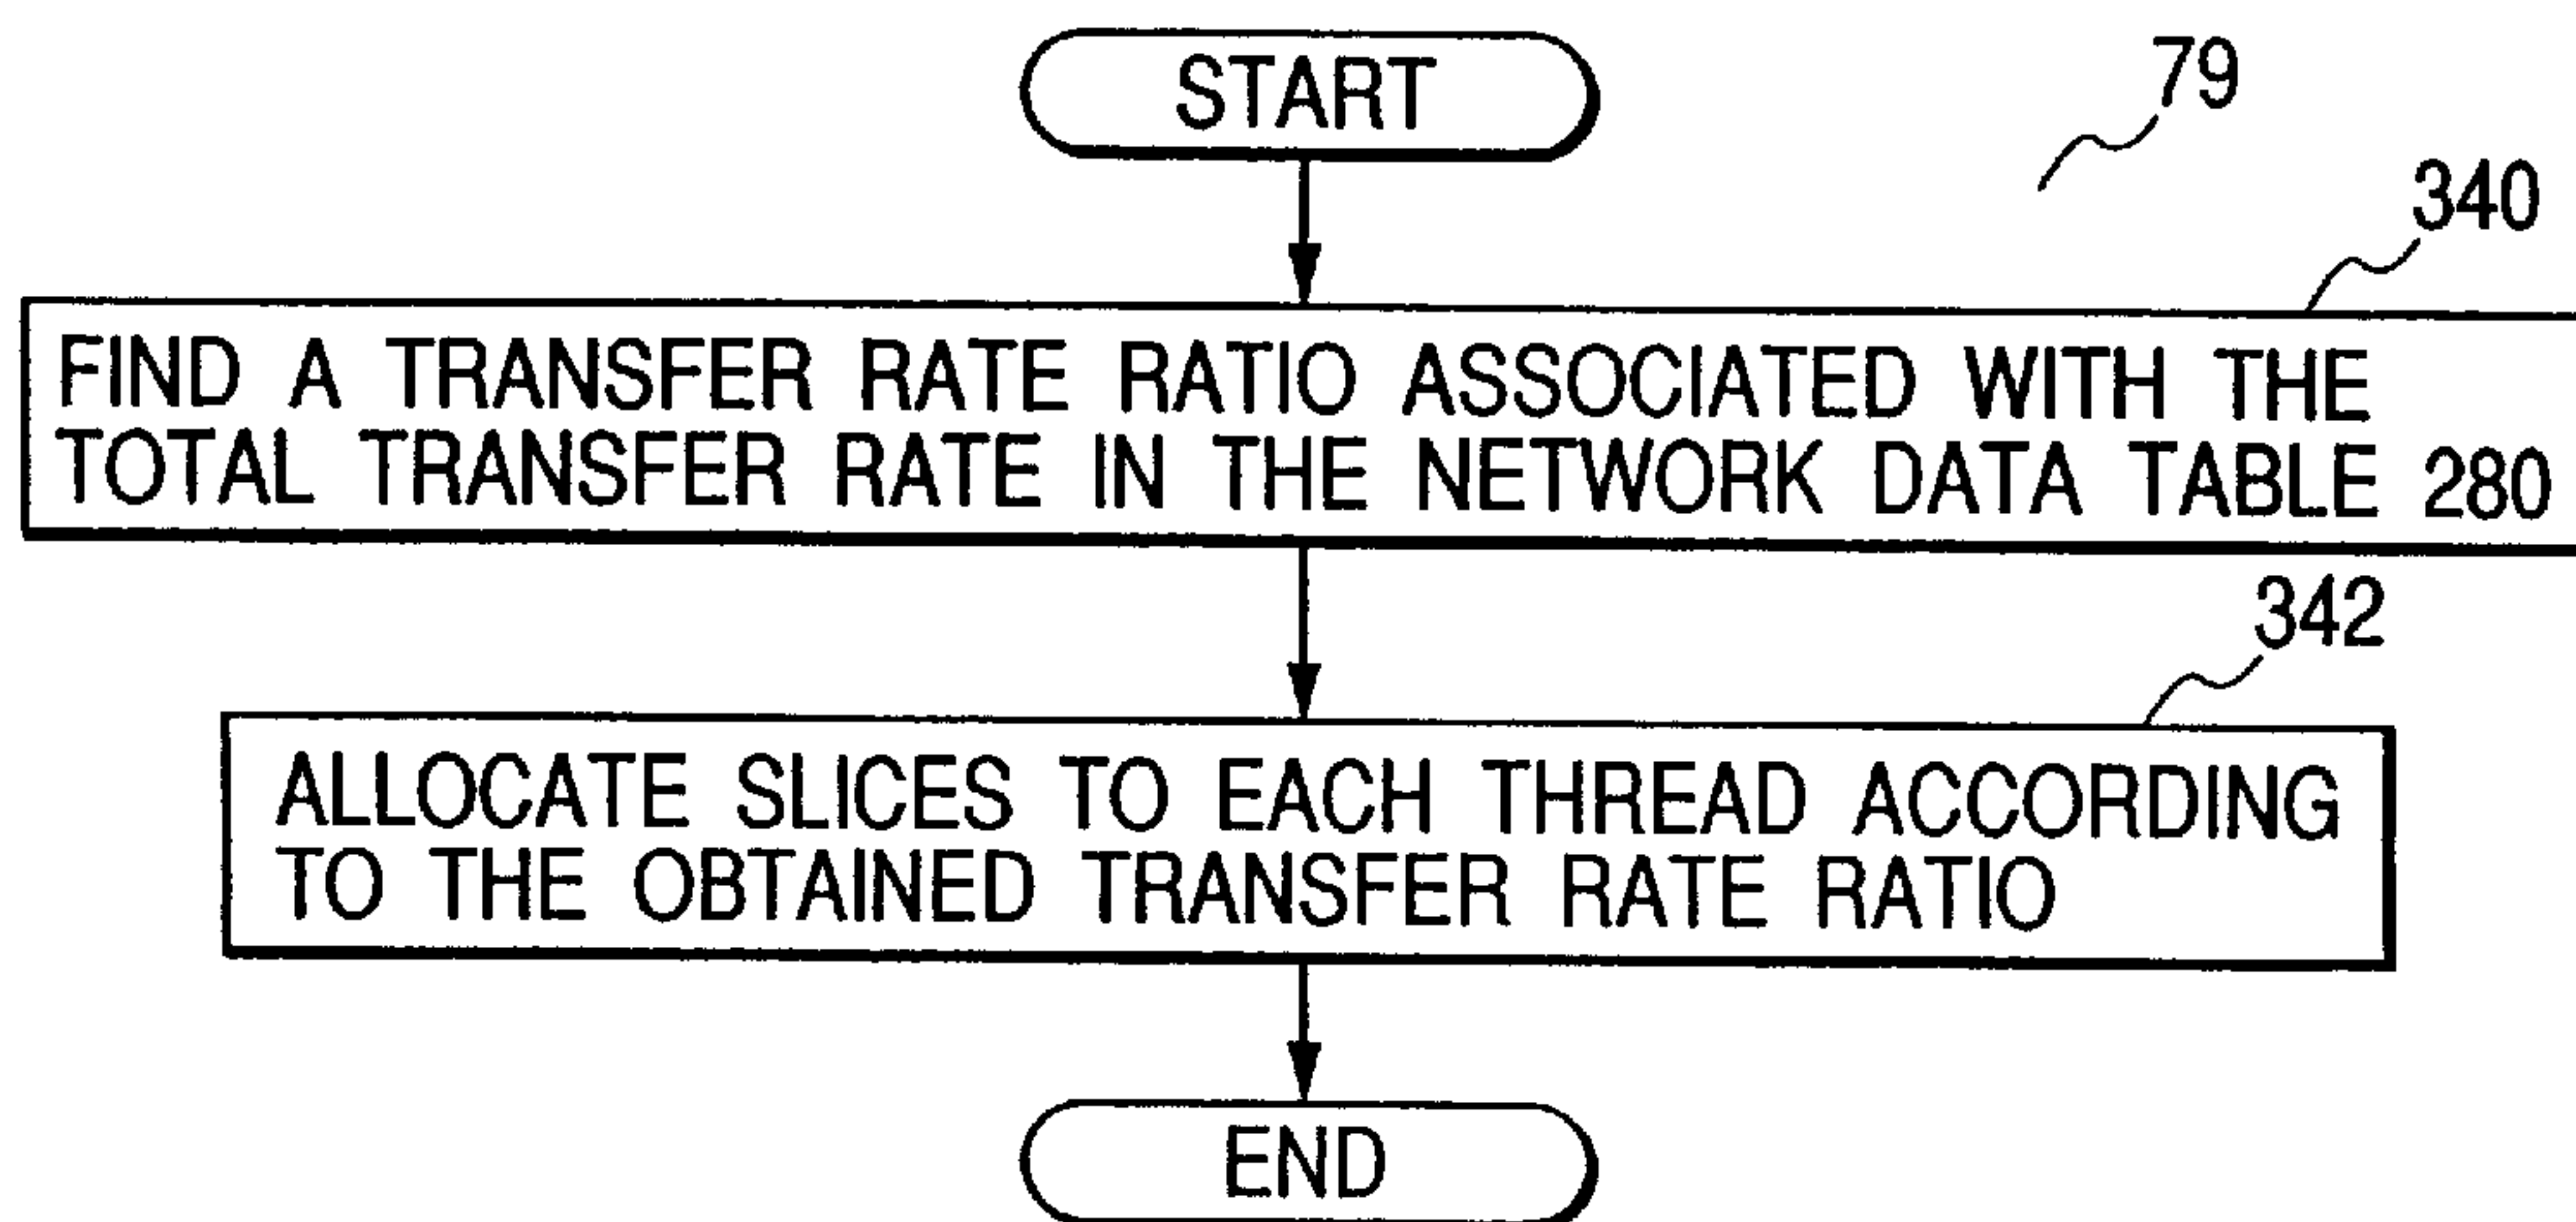 START
79
340
FIND A TRANSFER RATE RATIO ASSOCIATED WITH THE
TOTAL TRANSFER RATE IN THE NETWORK DATA TABLE 280
342
ALLOCATE SLICES TO EACH THREAD ACCORDING
TO THE OBTAINED TRANSFER RATE RATIO
END